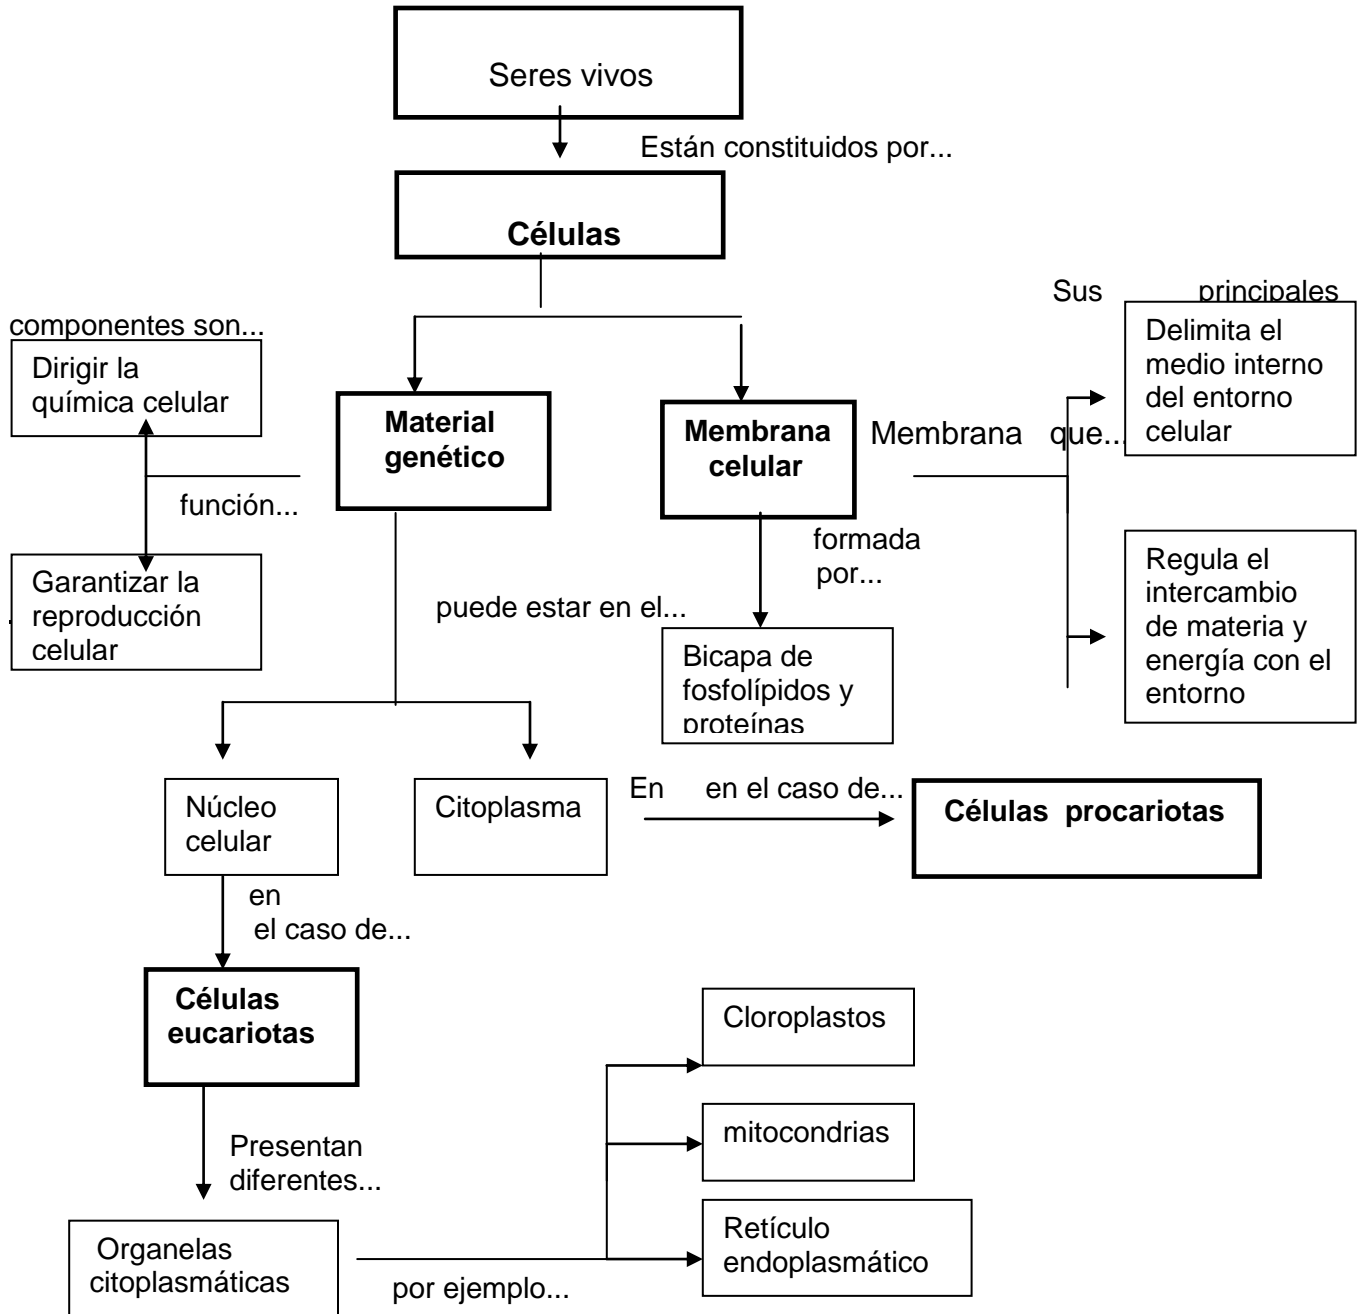 Seres vivos
Están constituidos por...
Células
Sus principales
componentes son...
Dirigir la
química celular
Material
genético
Membrana
celular
Membrana que...
Delimita el
medio interno
del entorno
celular
función...
Garantizar la
reproducción
celular
formada
por...
puede estar en el...
Regula el
intercambio
de materia y
energía con el
entorno
Bicapa de
fosfolípidos y
proteínas
Núcleo
celular
Citoplasma
En en el caso de...
Células procariotas
en
el caso de...
Células
eucariotas
Presentan
diferentes...
Cloroplastos
mitocondrias
Retículo
endoplasmático
Organelas
citoplasmáticas
por ejemplo...